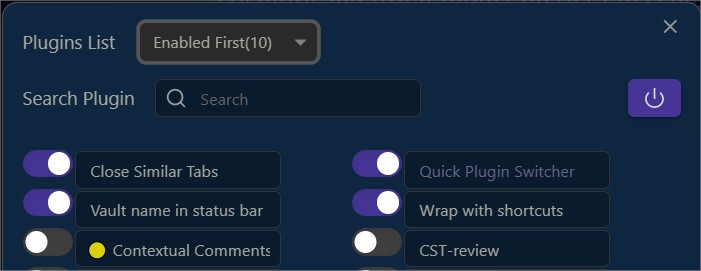 Plugins List Enabled First(10)
Search Plugin Search
Close Similar Tabs Quick Plugin Switcher
Vault name in status bar Wrap with shortcuts
Contextual Comments CST-review